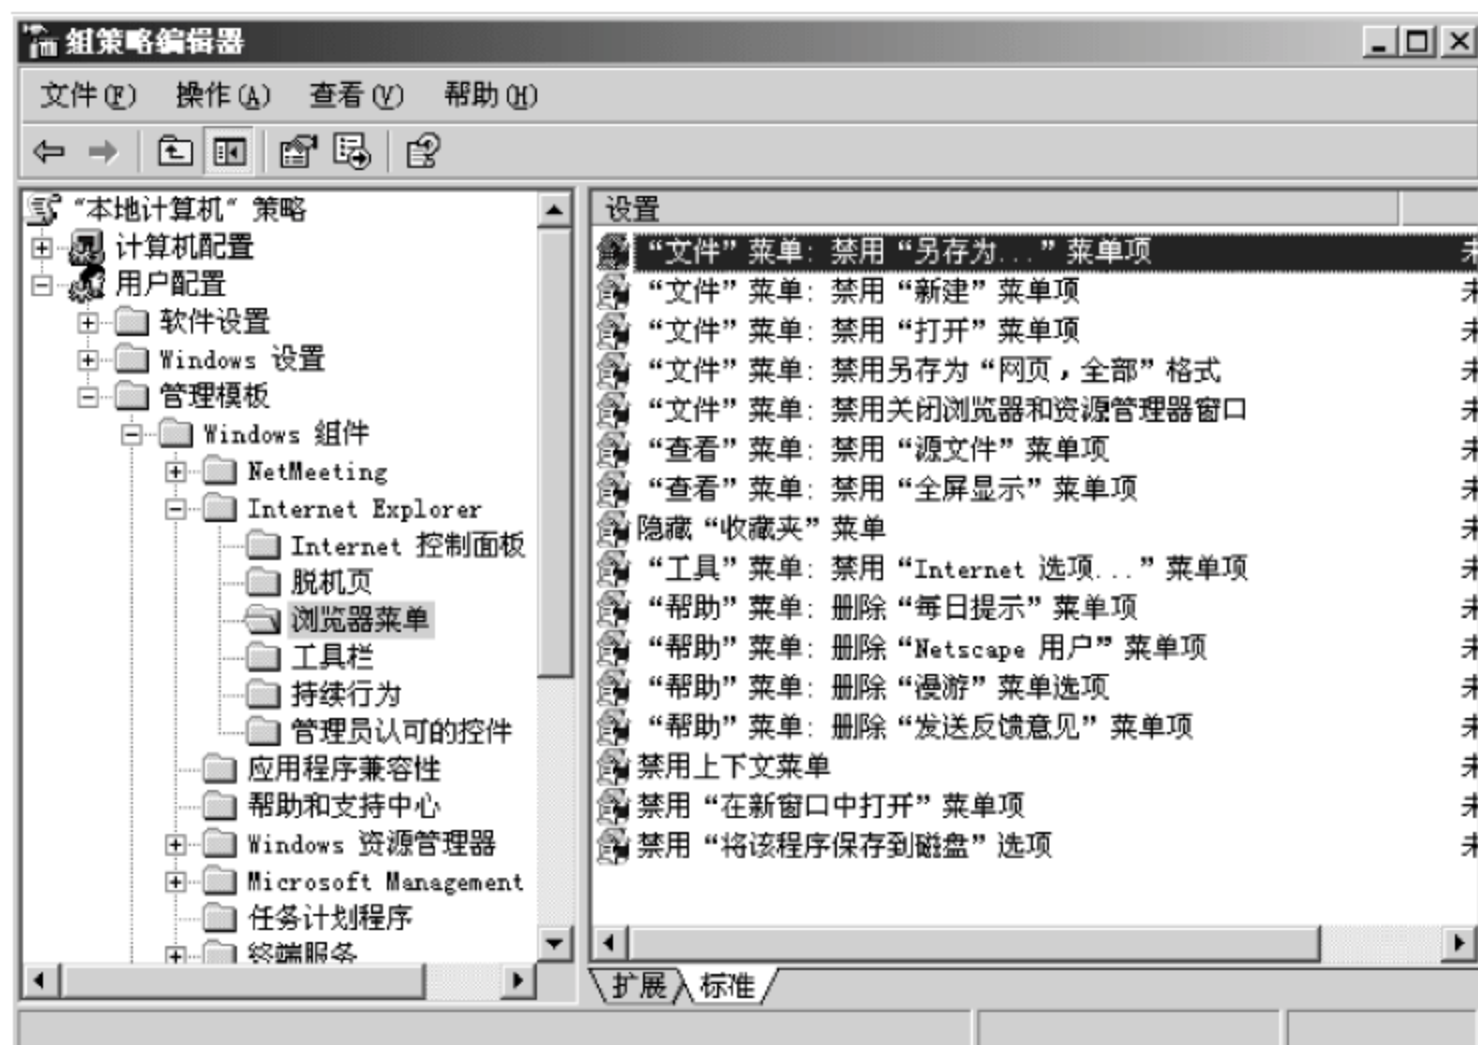 组策略编辑器
文件(F) 操作(A) 查看(V) 帮助(H)
“本地计算机” 策略
计算机配置
用户配置
软件设置
Windows 设置
管理模板
Windows 组件
NetMeeting
Internet Explorer
Internet 控制面板
脱机页
浏览器菜单
工具栏
持续行为
管理员认可的控件
应用程序兼容性
帮助和支持中心
Windows 资源管理器
Microsoft Management
任务计划程序
终端服务
设置
“文件”菜单: 禁用“另存为...”菜单项
“文件”菜单: 禁用“新建”菜单项
“文件”菜单: 禁用“打开”菜单项
“文件”菜单: 禁用另存为“网页，全部”格式
“文件”菜单: 禁用关闭浏览器和资源管理器窗口
“查看”菜单: 禁用“源文件”菜单项
“查看”菜单: 禁用“全屏显示”菜单项
隐藏“收藏夹”菜单
“工具”菜单: 禁用“Internet 选项...”菜单项
“帮助”菜单: 删除“每日提示”菜单项
“帮助”菜单: 删除“Netscape 用户”菜单项
“帮助”菜单: 删除“漫游”菜单选项
“帮助”菜单: 删除“发送反馈意见”菜单项
禁用上下文菜单
禁用“在新窗口中打开”菜单项
禁用“将该程序保存到磁盘”选项
扩展 标准